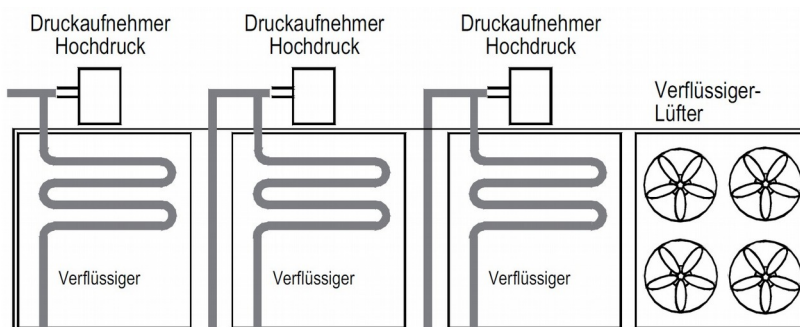 Druckaufnehmer
Hochdruck
Druckaufnehmer
Hochdruck
Druckaufnehmer
Hochdruck
Verflüssiger-
Lüfter
Verflüssiger
Verflüssiger
Verflüssiger